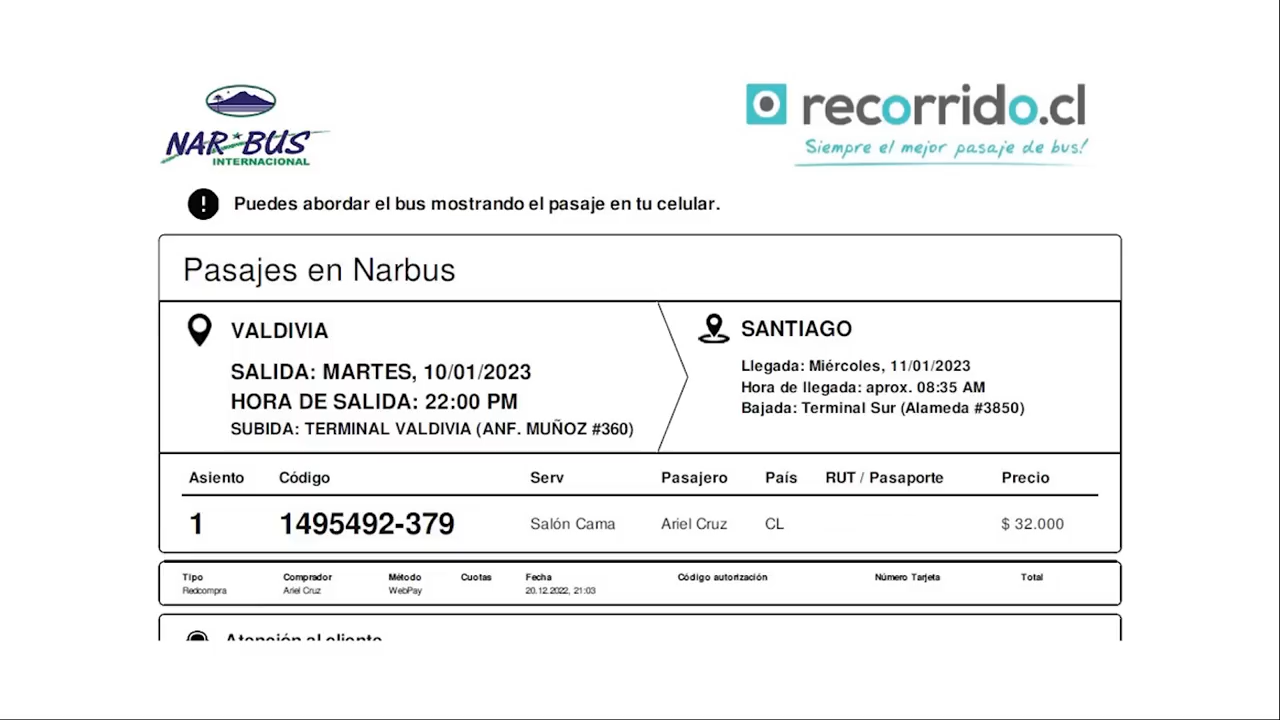 NAR BUS
INTERNACIONAL
recorrido.cl
Siempre el mejor pasaje de bus!
! Puedes abordar el bus mostrando el pasaje en tu celular.
Pasajes en Narbus
VALDIVIA
SALIDA: MARTES, 10/01/2023
HORA DE SALIDA: 22:00 PM
SUBIDA: TERMINAL VALDIVIA (ANF. MUÑOZ #360)
SANTIAGO
Llegada: Miércoles, 11/01/2023
Hora de llegada: aprox. 08:35 AM
Bajada: Terminal Sur (Alameda #3850)
Asiento Código Serv Pasajero País RUT / Pasaporte Precio
1 1495492-379 Salón Cama Ariel Cruz CL $ 32.000
Tipo Comprador Método Cuotas Fecha Código autorización Número Tarjeta Total
Redcompra Ariel Cruz WebPay 20.12.2022, 21:03
Atención al cliente